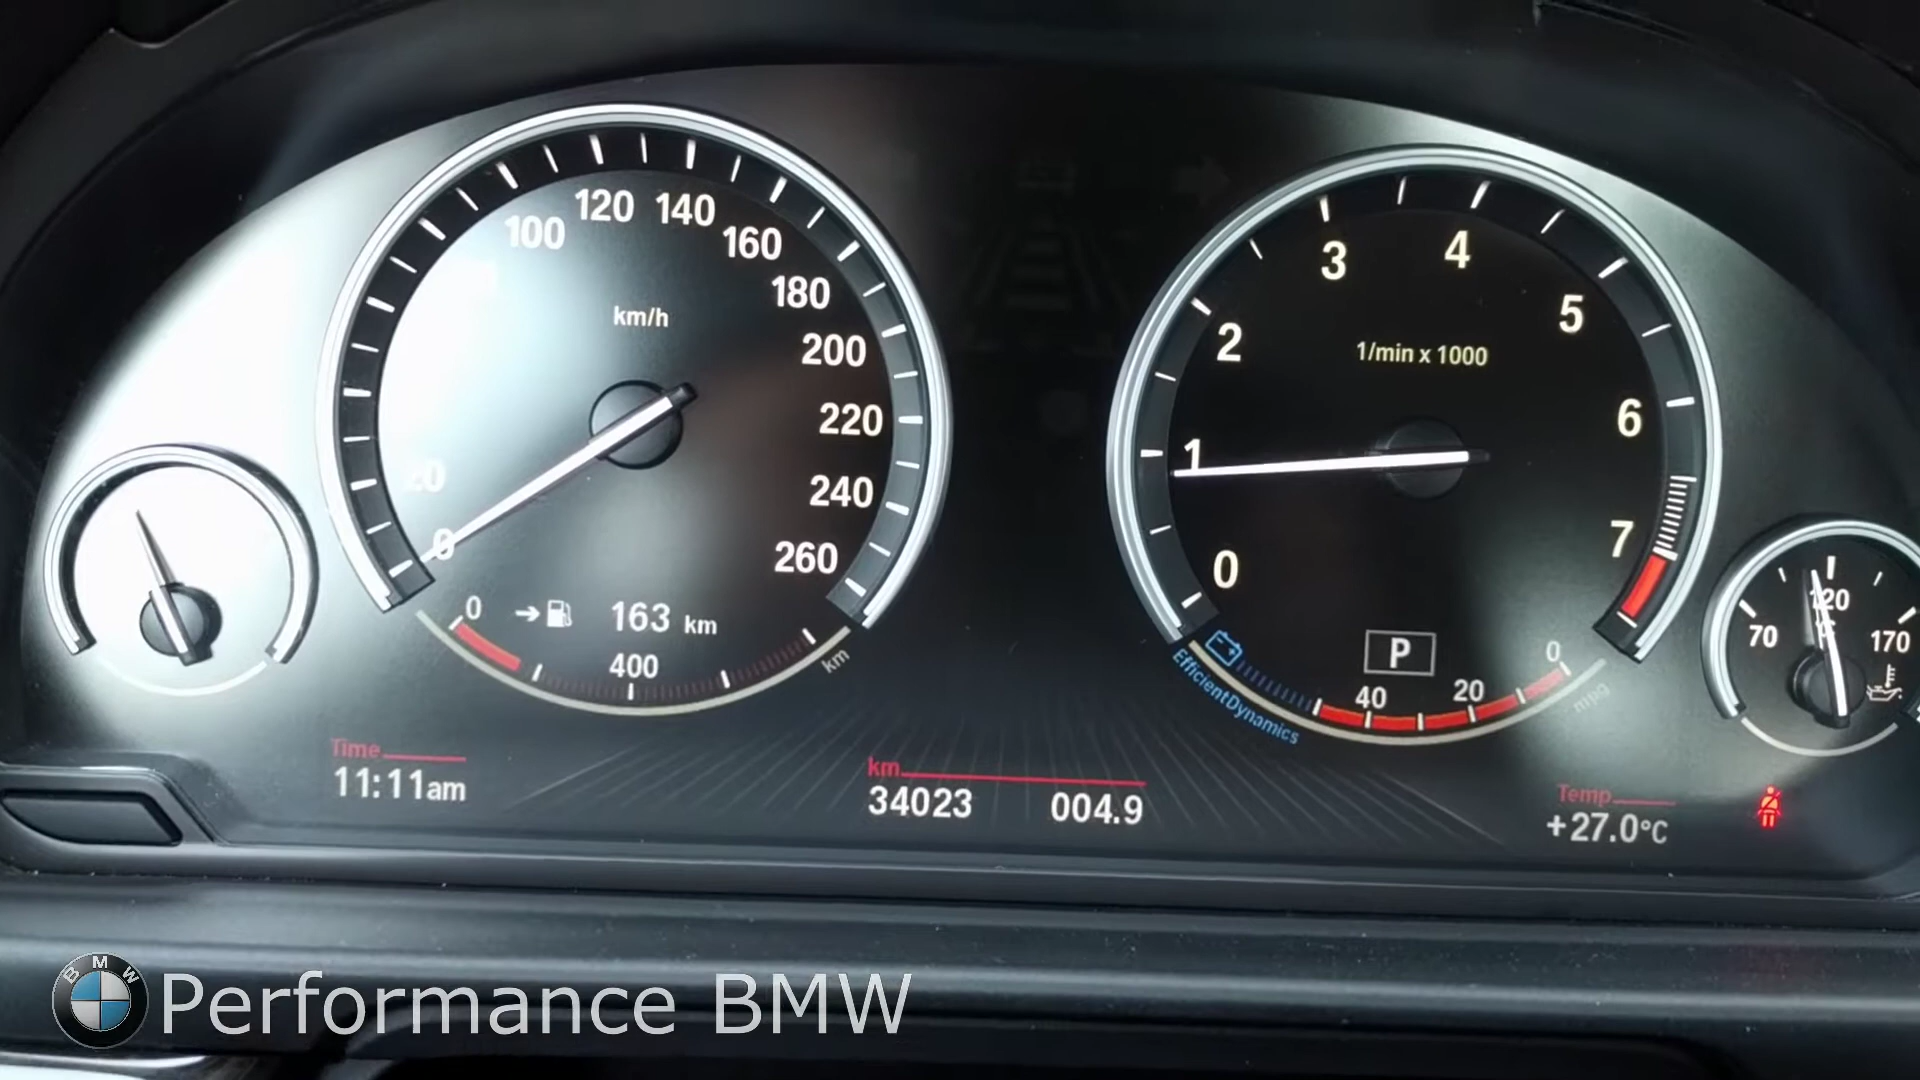 100
120
140
160
180
200
220
240
260
km/h
0
0
163 km
400
km
Time
11:11am
km
34023 004.9
0
1
2
3
4
5
6
7
1/min x 1000
P
40
20
0
mpg
EfficientDynamics
70
120
°C
170
Temp
+27.0°C
BMW
Performance BMW